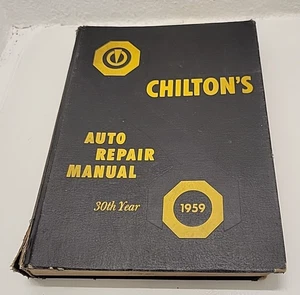 CHILTON'S
AUTO
REPAIR
MANUAL
30th Year
1959